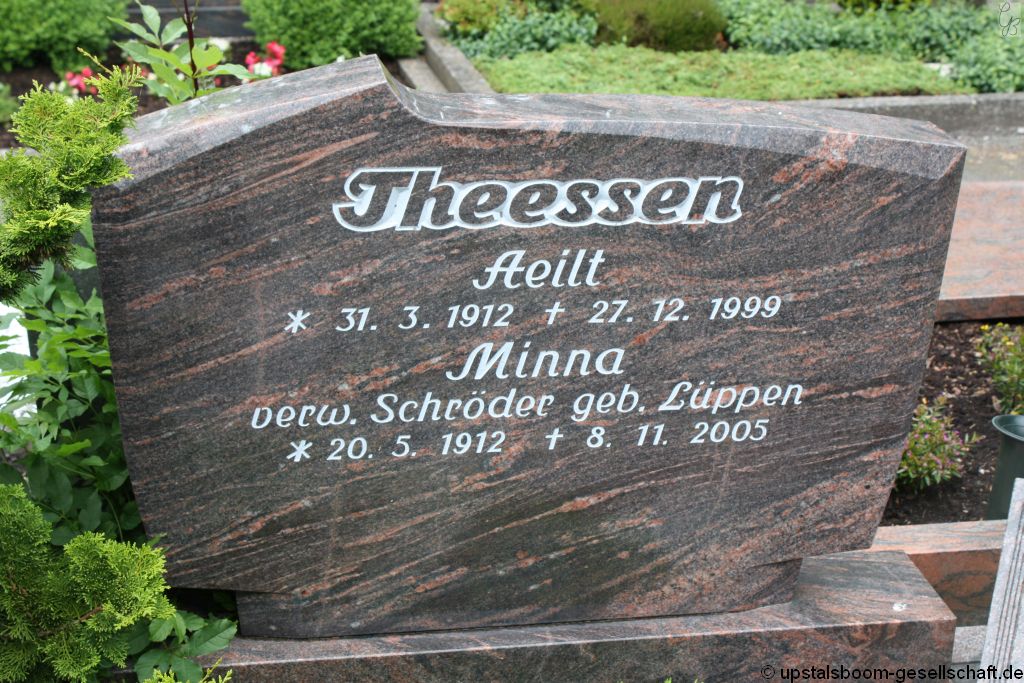 Theessen
Aeilt
* 31. 3. 1912 † 27. 12. 1999
Minna
verw. Schröder geb. Lüppen
* 20. 5. 1912 † 8. 11. 2005
© upstalsboom-gesellschaft.de